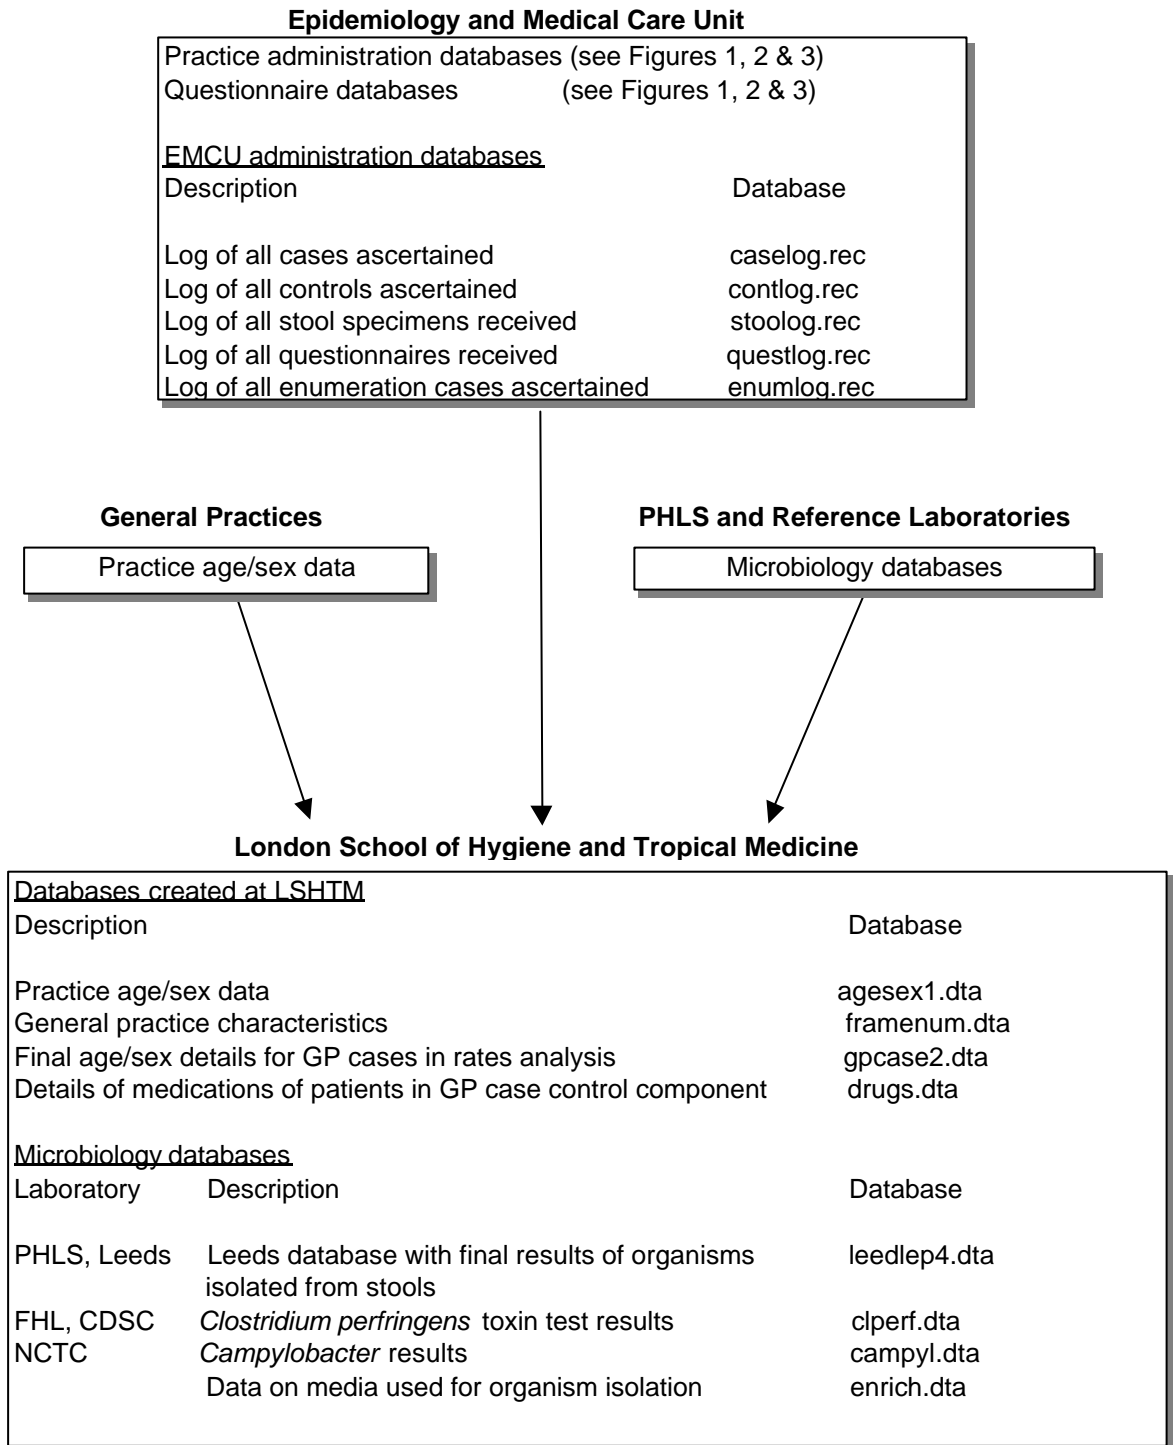 Epidemiology and Medical Care Unit
Practice administration databases (see Figures 1, 2 & 3)
Questionnaire databases (see Figures 1, 2 & 3)
EMCU administration databases
Description Database
Log of all cases ascertained caselog.rec
Log of all controls ascertained contlog.rec
Log of all stool specimens received stoolog.rec
Log of all questionnaires received questlog.rec
Log of all enumeration cases ascertained enumlog.rec
General Practices PHLS and Reference Laboratories
Practice age/sex data Microbiology databases
London School of Hygiene and Tropical Medicine
Databases created at LSHTM
Description Database
Practice age/sex data agesex1.dta
General practice characteristics framenum.dta
Final age/sex details for GP cases in rates analysis gpcase2.dta
Details of medications of patients in GP case control component drugs.dta
Microbiology databases
Laboratory Description Database
PHLS, Leeds Leeds database with final results of organisms leedlep4.dta
isolated from stools
FHL, CDSC Clostridium perfringens toxin test results clperf.dta
NCTC Campylobacter results campyl.dta
Data on media used for organism isolation enrich.dta